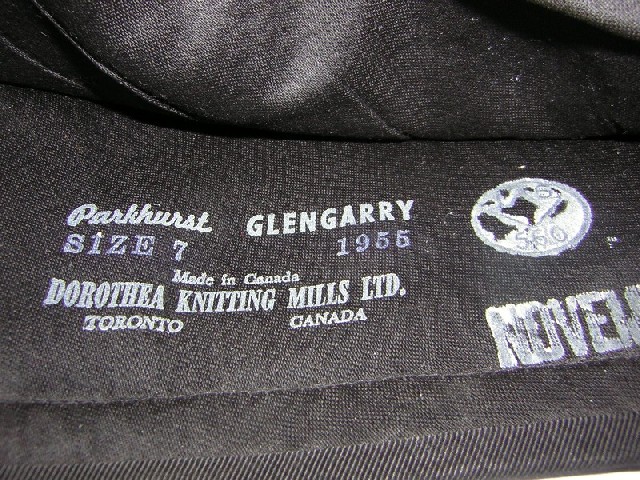 Parkhurst GLENGARRY
SIZE 7 1955
Made in Canada
DOROTHEA KNITTING MILLS LTD.
TORONTO CANADA